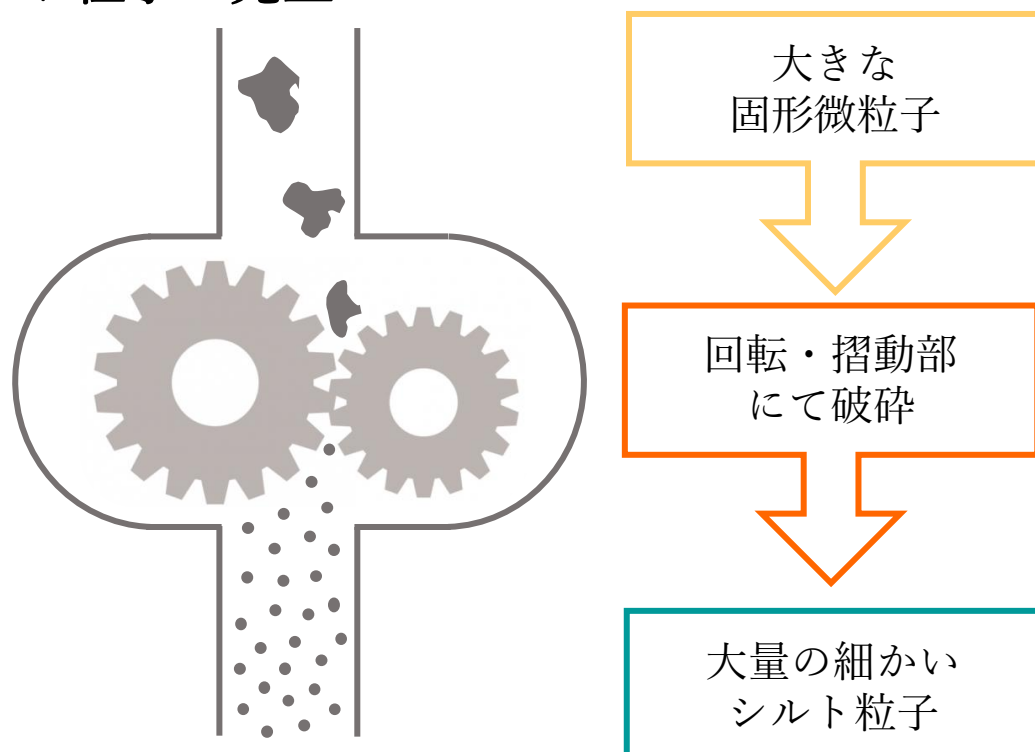 大きな
固形微粒子
回転・摺動部
にて破砕
大量の細かい
シルト粒子